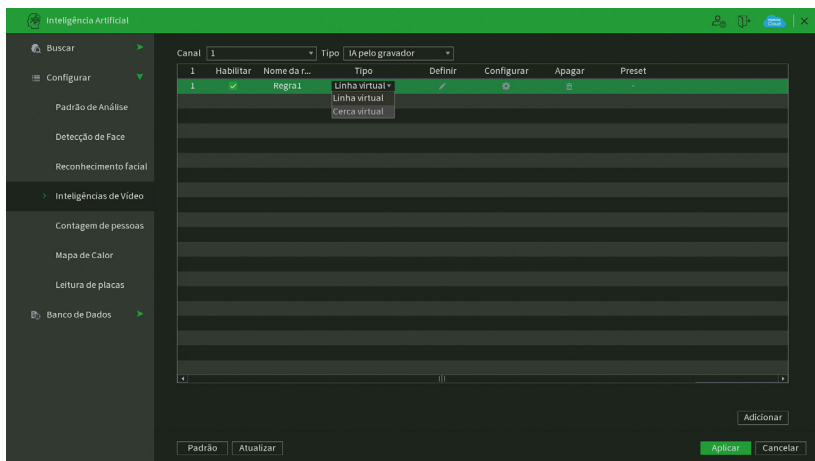 Inteligência Artificial
Buscar
Configurar
Padrão de Análise
Detecção de Face
Reconhecimento facial
Inteligências de Vídeo
Contagem de pessoas
Mapa de Calor
Leitura de placas
Banco de Dados
Canal 1 Tipo IA pelo gravador
1 Habilitar Nome da r... Tipo Definir Configurar Apagar Preset
1 Regra1 Linha virtual -
Linha virtual
Cerca virtual
Adicionar
Padrão Atualizar Aplicar Cancelar